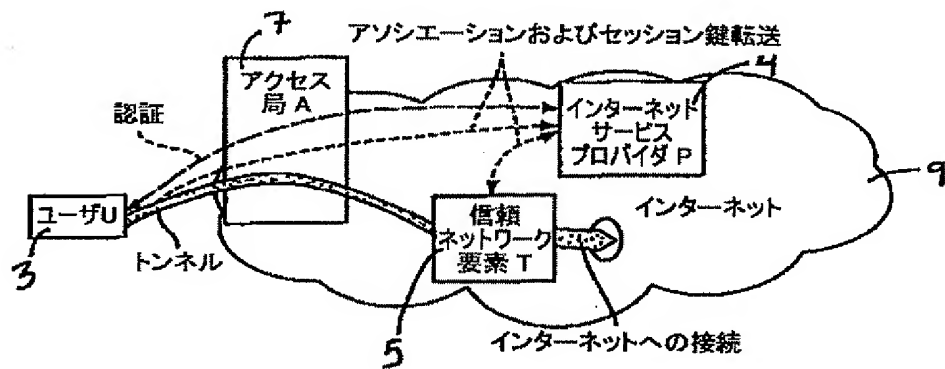 7
アソシエーションおよびセッション鍵転送
4
アクセス
局 A
認証
インターネット
サービス
プロバイダ P
9
ユーザU
3
トンネル
信頼
ネットワーク
要素 T
インターネット
5
インターネットへの接続